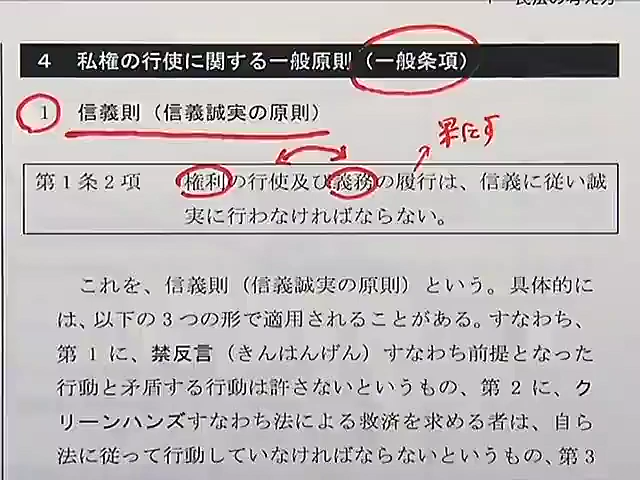 4 私権の行使に関する一般原則（一般条項）
1 信義則（信義誠実の原則）
果たす
第1条2項 権利の行使及び義務の履行は、信義に従い誠
実に行わなければならない。
これを、信義則（信義誠実の原則）という。具体的に
は、以下の3つの形で適用されることがある。すなわち、
第1に、禁反言（きんはんげん）すなわち前提となった
行動と矛盾する行動は許さないというもの、第2に、ク
リーンハンズすなわち法による救済を求める者は、自ら
法に従って行動していなければならないというもの、第3